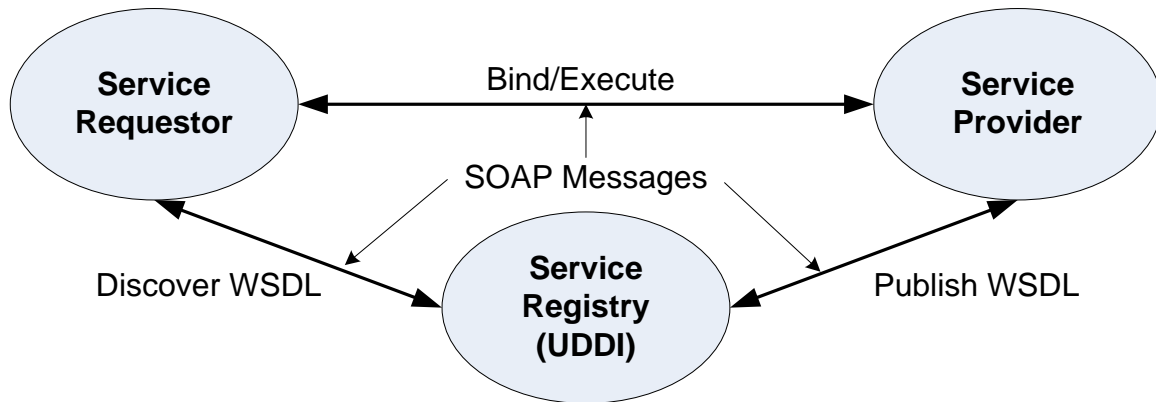 Service
Requestor
Bind/Execute
Service
Provider
SOAP Messages
Discover WSDL
Service
Registry
(UDDI)
Publish WSDL